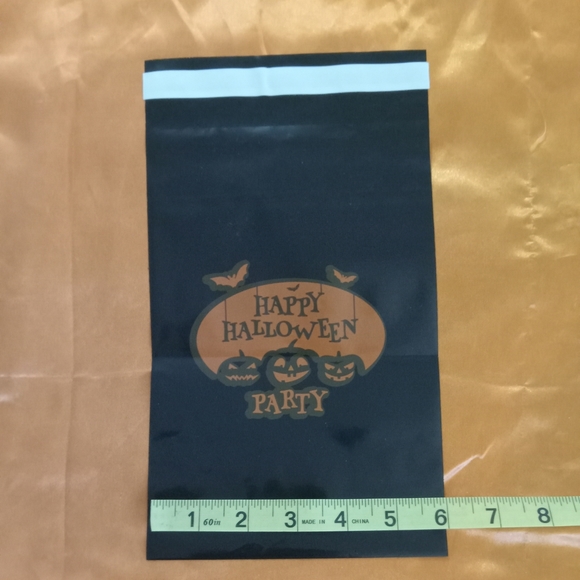 HAPPY
HALLOWEEN
PARTY
1 60in 2 3 MADE IN 4 CHINA 5 6 7 8